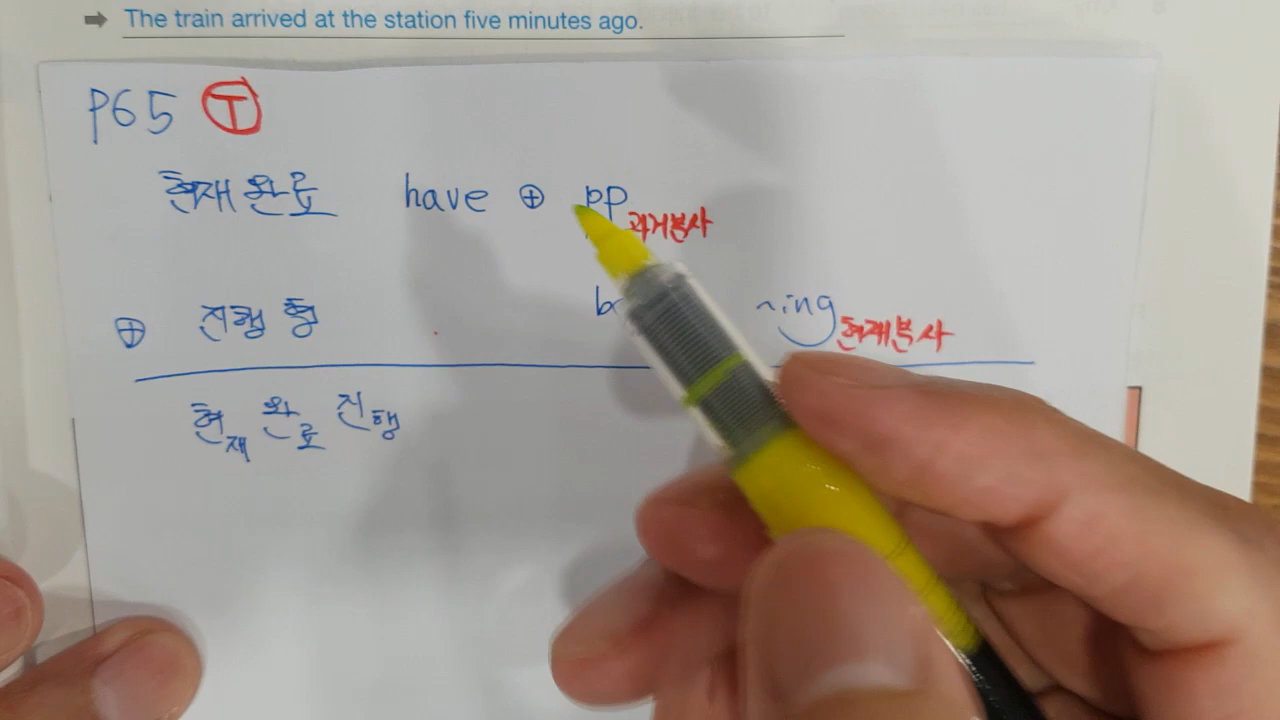 ➡ The train arrived at the station five minutes ago.
P65 Ⓣ
현재완료 have ⊕ pp 과거분사
⊕ 진행형 ~ing 현재분사
현재 완료 진행